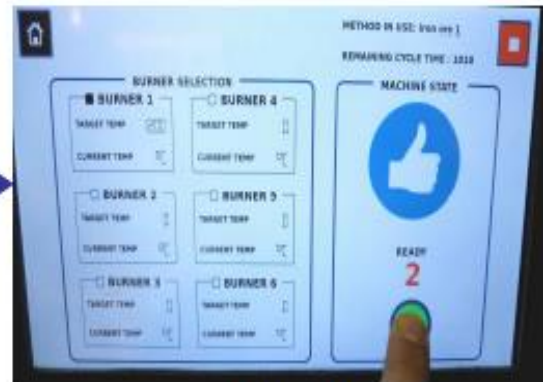 METHOD IN USE: Iron ore 1
REMAINING CYCLE TIME : 1010
BURNER SELECTION
BURNER 1
TARGET TEMP
CURRENT TEMP
BURNER 4
TARGET TEMP
CURRENT TEMP
BURNER 2
TARGET TEMP
CURRENT TEMP
BURNER 5
TARGET TEMP
CURRENT TEMP
BURNER 3
TARGET TEMP
CURRENT TEMP
BURNER 6
TARGET TEMP
CURRENT TEMP
MACHINE STATE
READY
2